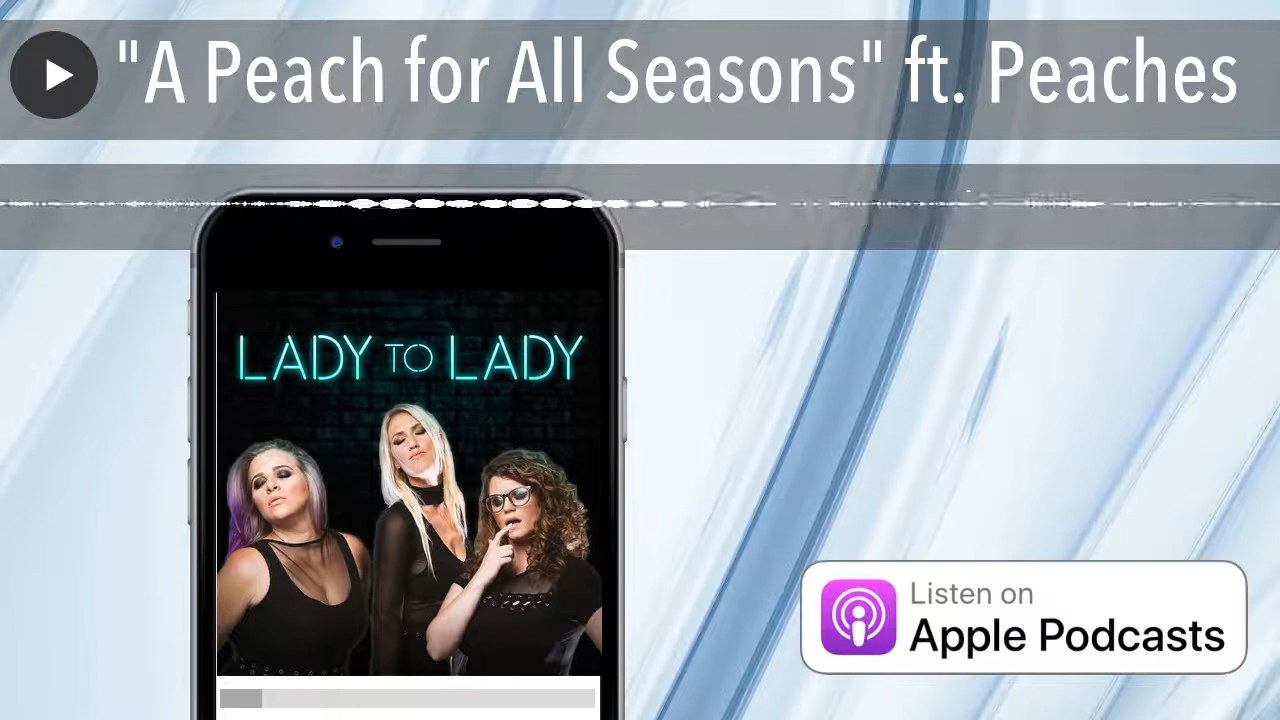 "A Peach for All Seasons" ft. Peaches
LADY TO LADY
Listen on
Apple Podcasts